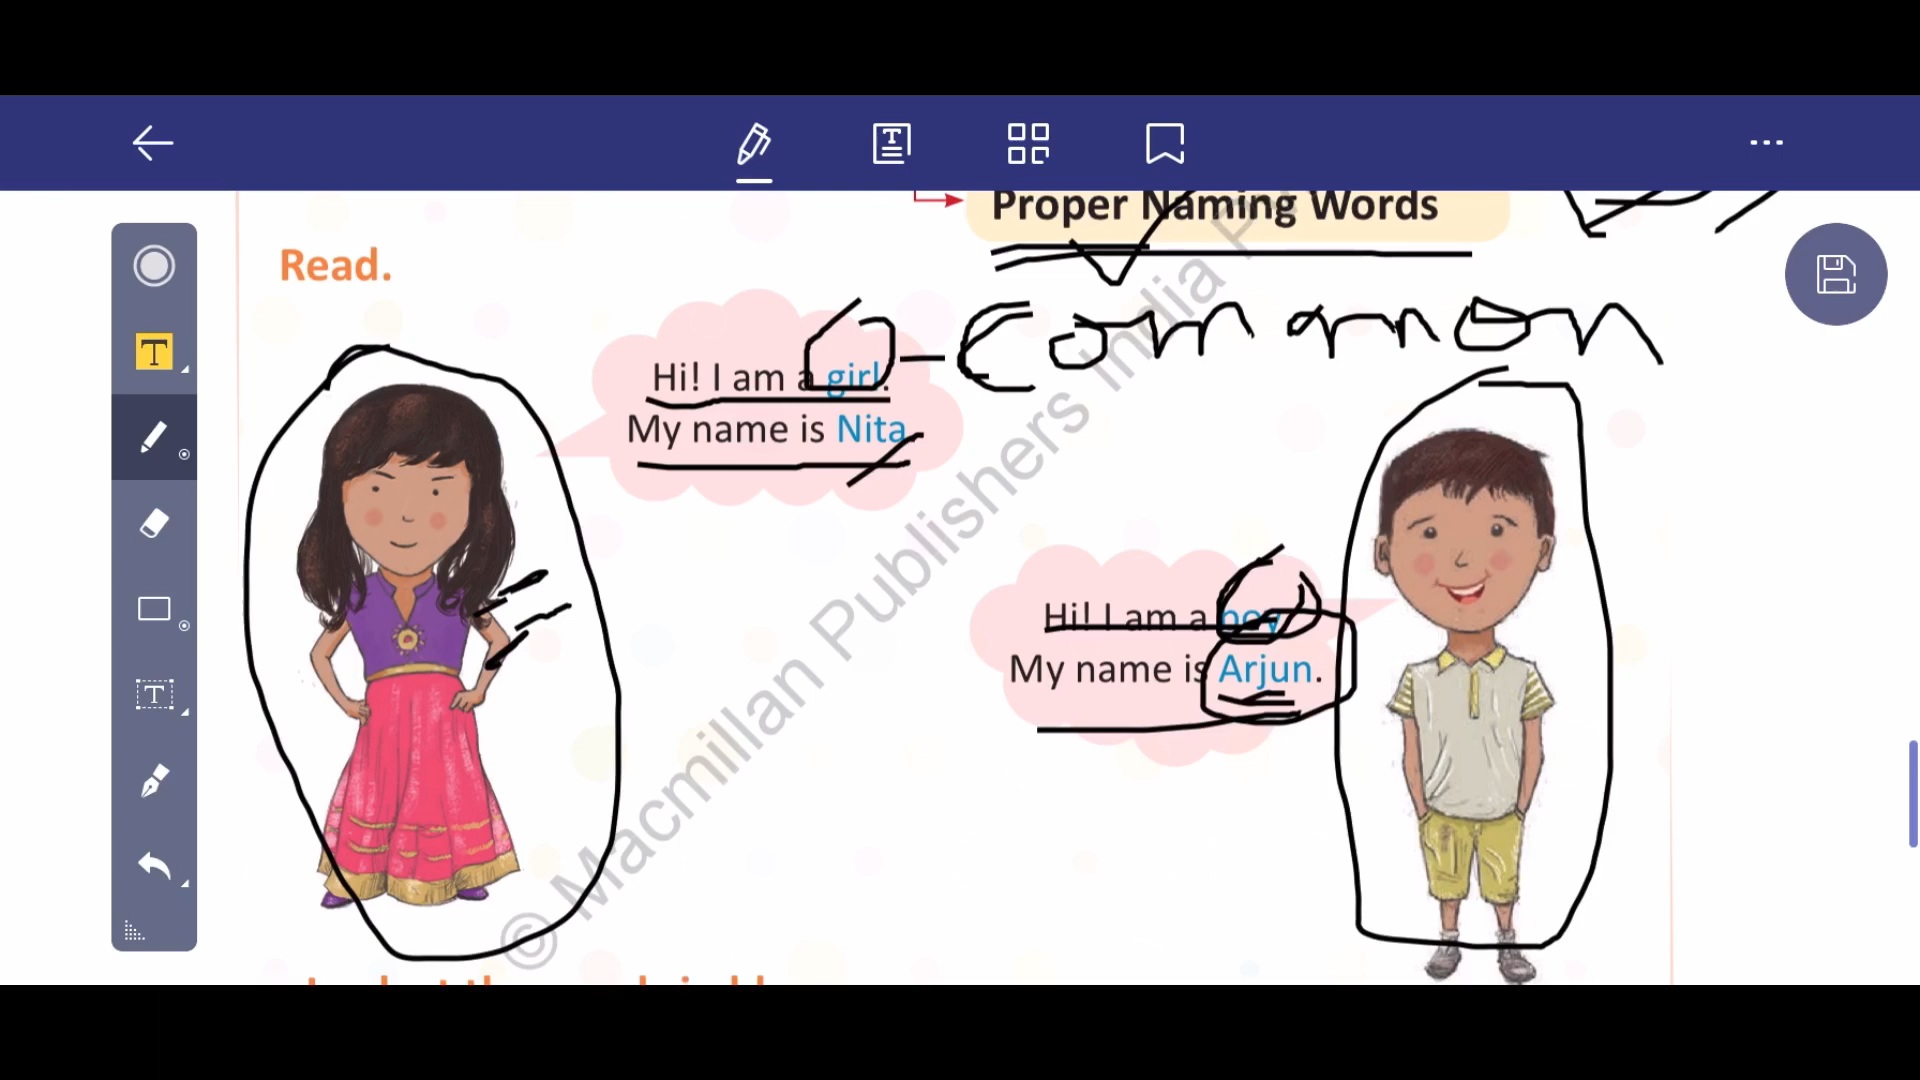 Proper Naming Words
Read.
Common
Hi! I am a girl.
My name is Nita.
Hi! I am a boy
My name is Arjun.
© Macmillan Publishers India